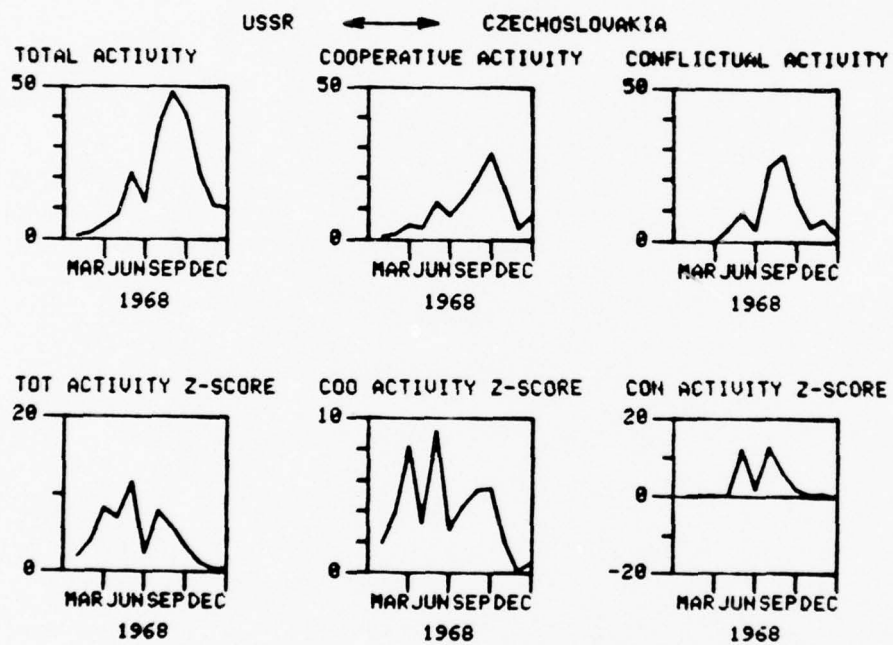 USSR CZECHOSLOVAKIA
TOTAL ACTIVITY COOPERATIVE ACTIVITY CONFLICTUAL ACTIVITY
50 50 50
0 0 0
MAR JUN SEP DEC MAR JUN SEP DEC MAR JUN SEP DEC
1968 1968 1968
TOT ACTIVITY Z-SCORE COO ACTIVITY Z-SCORE CON ACTIVITY Z-SCORE
20 10 20
0
0 0 -20
MAR JUN SEP DEC MAR JUN SEP DEC MAR JUN SEP DEC
1968 1968 1968